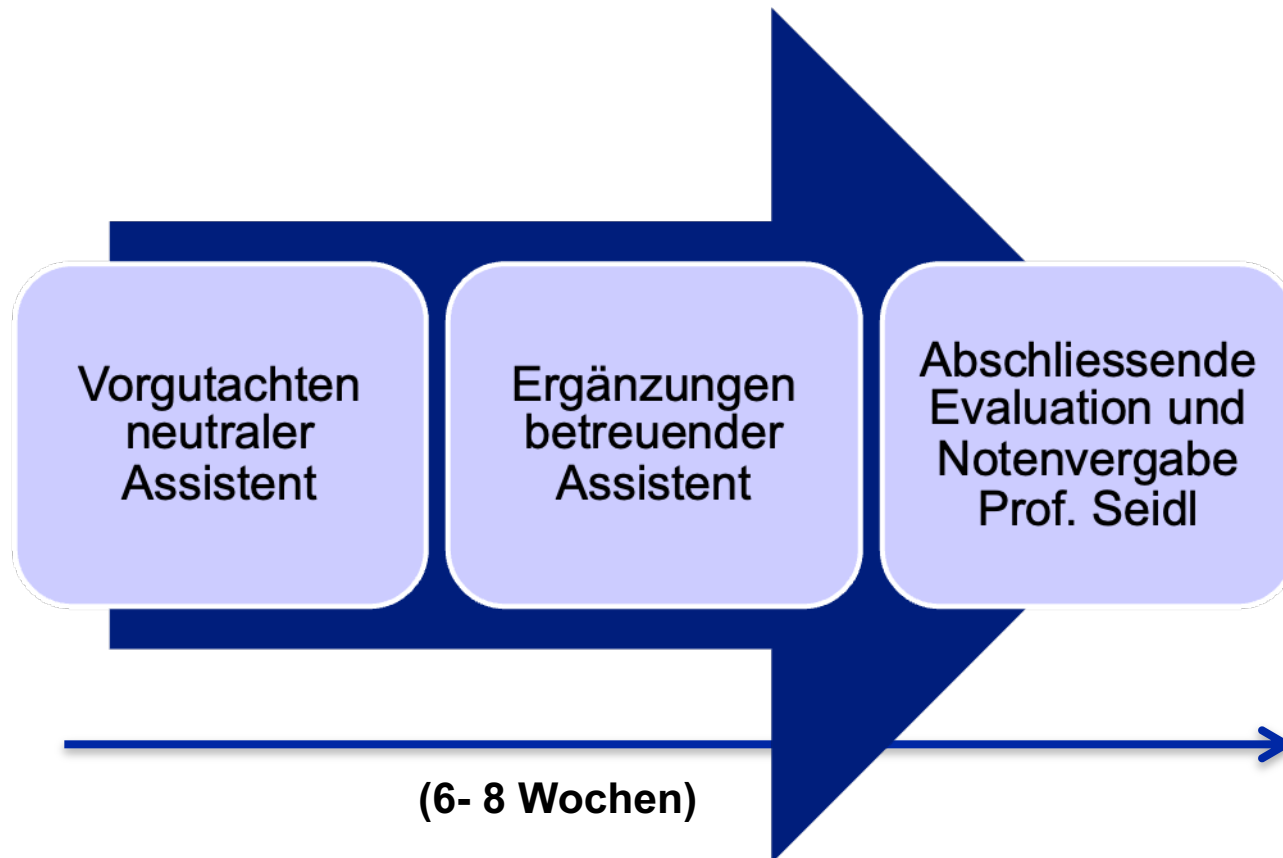 Vorgutachten
neutraler
Assistent
Ergänzungen
betreuender
Assistent
Abschliessende
Evaluation und
Notenvergabe
Prof. Seidl
(6- 8 Wochen)